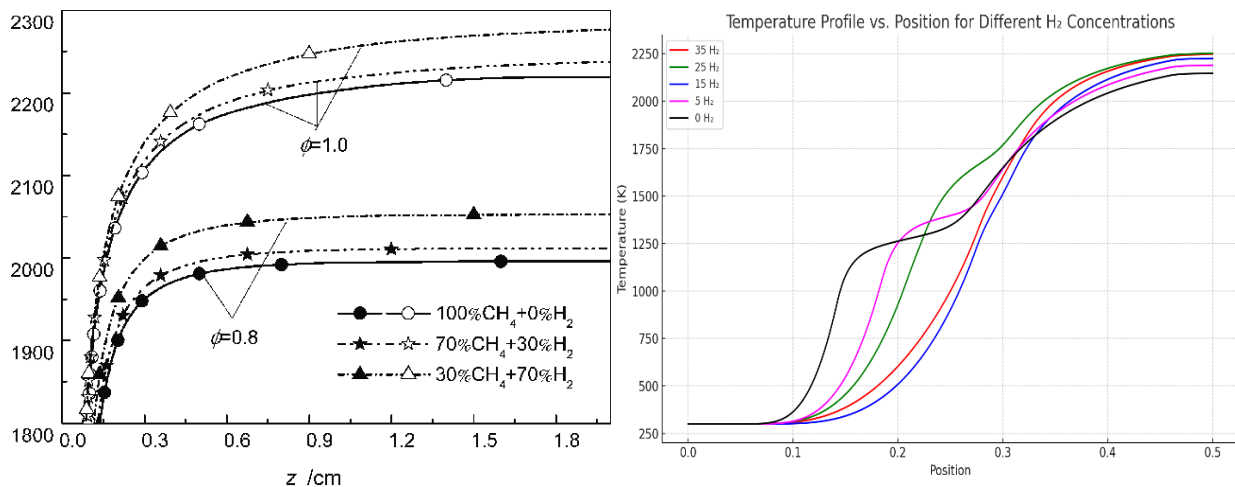 2300
2200
2100
2000
1900
1800
0.0 0.3 0.6 0.9 1.2 1.5 1.8
z /cm
ϕ=1.0
ϕ=0.8
100%CH₄+0%H₂
70%CH₄+30%H₂
30%CH₄+70%H₂
Temperature Profile vs. Position for Different H₂ Concentrations
35 H₂
25 H₂
15 H₂
5 H₂
0 H₂
Temperature (K)
2250
2000
1750
1500
1250
1000
750
500
250
0.0 0.1 0.2 0.3 0.4 0.5
Position